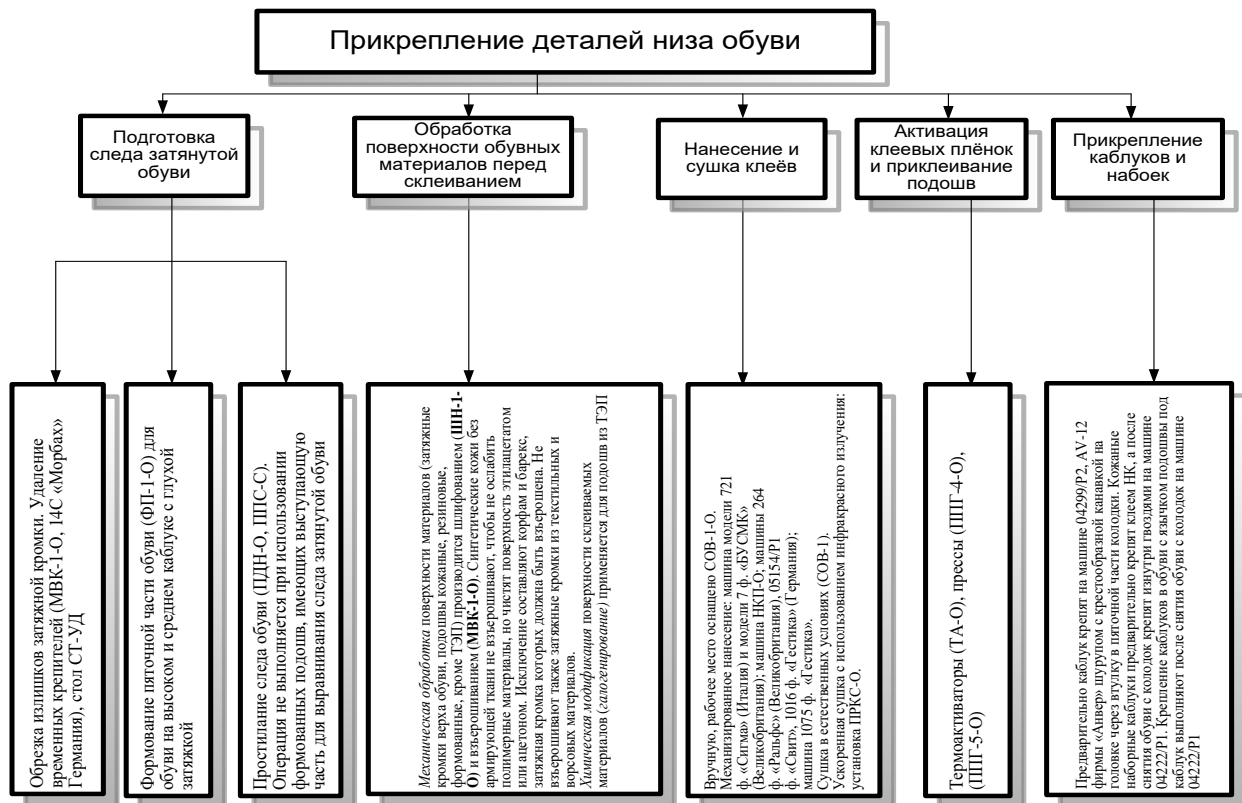 Прикрепление деталей низа обуви
Подготовка
следа затянутой
обуви
Обработка
поверхности обувных
материалов перед
склеиванием
Нанесение и
сушка клеёв
Активация
клеевых плёнок
и приклеивание
подошв
Прикрепление
каблуков и
набоек
Обрезка излишков затяжной кромки. Удаление
временных крепителей (МВК-1-О, 14С «Морбах»
Германия), стол СТ-УД
Формование пяточной части обуви (ФП-1-О) для
обуви на высоком и среднем каблуке с глухой
затяжкой
Простилание следа обуви (ПДН-О, ППС-С).
Операция не выполняется при использовании
формованных подошв, имеющих выступающую
часть для выравнивания следа затянутой обуви
Механическая обработка поверхности материалов (затяжные
кромки верха обуви, подошвы кожаные, резиновые,
формованные, кроме ТЭП) производится шлифованием (ШН-1-
О) и взъерошиванием (МВК-1-О). Синтетические кожи без
армирующей ткани не взъерошивают, чтобы не ослабить
полимерные материалы, но чистят поверхность этилацетатом
или ацетоном. Исключение составляют корфам и барекс,
затяжная кромка которых должна быть взъерошена. Не
взъерошивают также затяжные кромки из текстильных и
ворсовых материалов.
Химическая модификация поверхности склеиваемых
материалов (галогенирование) применяется для подошв из ТЭП
Вручную, рабочее место оснащено СОВ-1-О.
Механизированное нанесение: машина модели 721
ф. «Сигма» (Италия) и модели 7 ф. «БУСМК»
(Великобритания); машина НКП-О; машины 264
ф. «Ральфс» (Великобритания), 05154/Р1
ф. «Свит», 1016 ф. «Гестика» (Германия);
машина 1075 ф. «Гестика».
Сушка в естественных условиях (СОВ-1).
Ускоренная сушка с использованием инфракрасного излучения:
установка ПРКС-О.
Термоактиваторы (ТА-О), прессы (ППГ-4-О),
(ППГ-5-О)
Предварительно каблук крепят на машине 04299/Р2, AV-12
фирмы «Анвер» шурупом с крестообразной канавкой на
головке через втулку в пяточной части колодки. Кожаные
наборные каблуки предварительно крепят клеем НК, а после
снятия обуви с колодок крепят изнутри гвоздями на машине
04222/Р1. Крепление каблуков в обуви с язычком подошвы под
каблук выполняют после снятия обуви с колодок на машине
04222/Р1